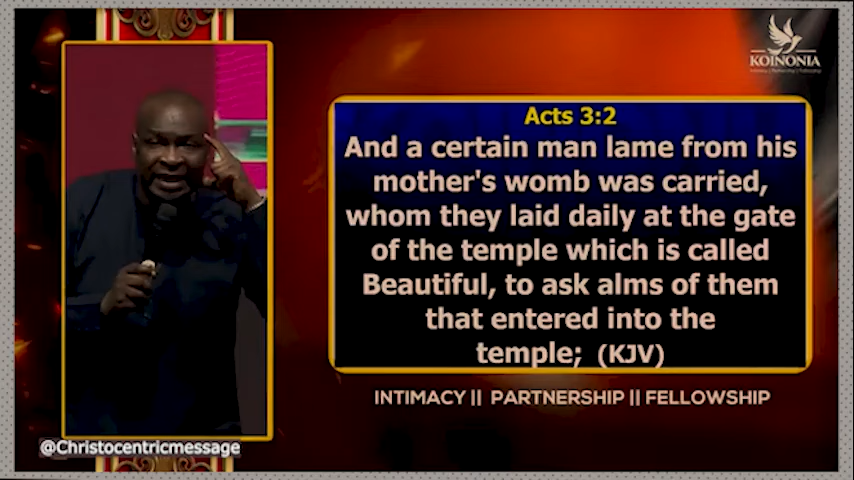 KOINONIA
Acts 3:2
And a certain man lame from his
mother's womb was carried,
whom they laid daily at the gate
of the temple which is called
Beautiful, to ask alms of them
that entered into the
temple; (KJV)
INTIMACY || PARTNERSHIP || FELLOWSHIP
@Christocentricmessage